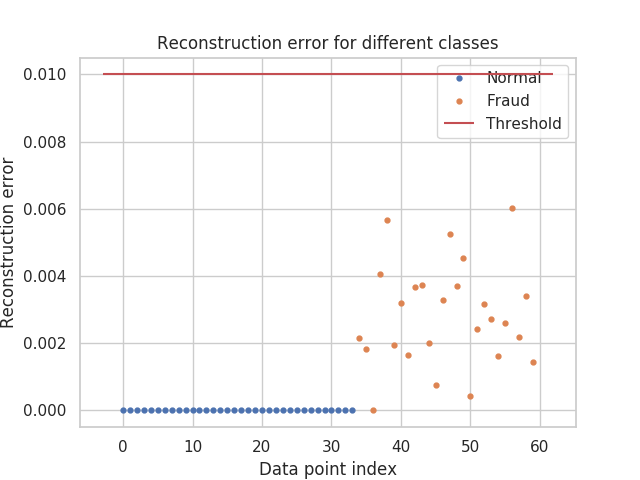 Reconstruction error for different classes
Normal
Fraud
Threshold
Reconstruction error
0.010
0.008
0.006
0.004
0.002
0.000
0
10
20
30
40
50
60
Data point index